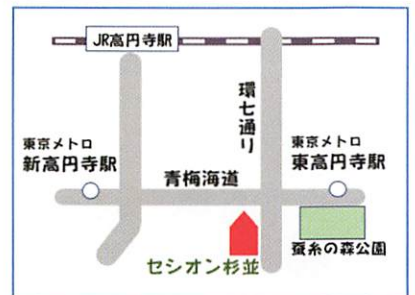 JR高円寺駅
環七通り
東京メトロ
新高円寺駅
東京メトロ
東高円寺駅
青梅海道
セシオン杉並
蚕糸の森公園